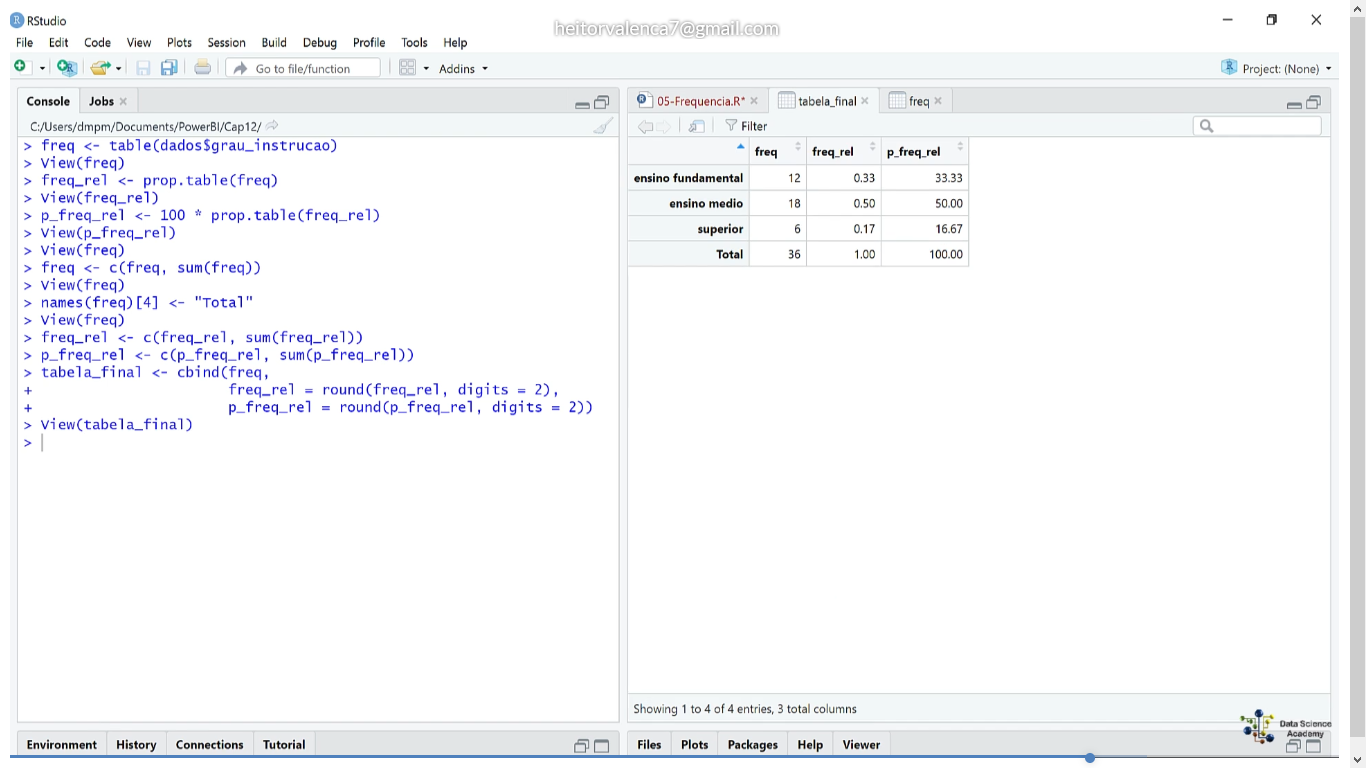 RStudio
heitorvalenca7@gmail.com
File Edit Code View Plots Session Build Debug Profile Tools Help
Go to file/function Addins Project: (None)
Console Jobs
C:/Users/dmpm/Documents/PowerBI/Cap12/
> freq <- table(dados$grau_instrucao)
> View(freq)
> freq_rel <- prop.table(freq)
> View(freq_rel)
> p_freq_rel <- 100 * prop.table(freq_rel)
> View(p_freq_rel)
> View(freq)
> freq <- c(freq, sum(freq))
> View(freq)
> names(freq)[4] <- "Total"
> View(freq)
> freq_rel <- c(freq_rel, sum(freq_rel))
> p_freq_rel <- c(p_freq_rel, sum(p_freq_rel))
> tabela_final <- cbind(freq,
+ freq_rel = round(freq_rel, digits = 2),
+ p_freq_rel = round(p_freq_rel, digits = 2))
> View(tabela_final)
>
05-Frequencia.R* tabela_final freq
Filter
freq freq_rel p_freq_rel
ensino fundamental 12 0.33 33.33
ensino medio 18 0.50 50.00
superior 6 0.17 16.67
Total 36 1.00 100.00
Showing 1 to 4 of 4 entries, 3 total columns
Data Science
Academy
Environment History Connections Tutorial
Files Plots Packages Help Viewer